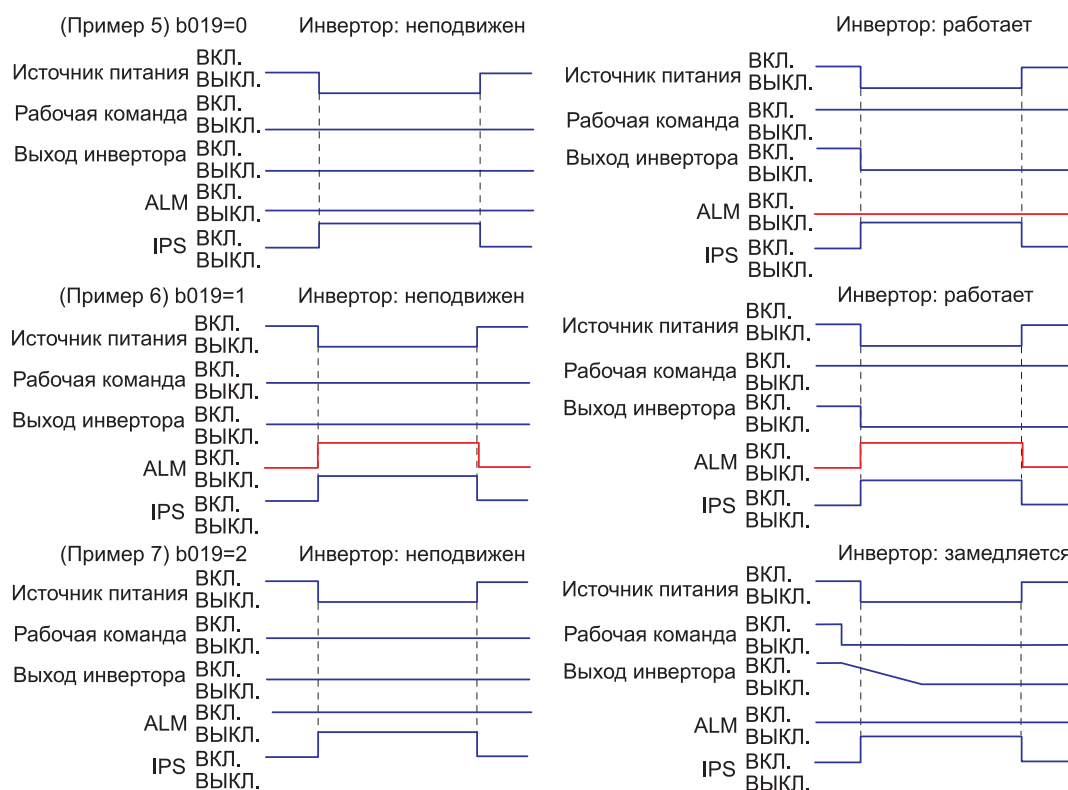 (Пример 5) b019=0
Инвертор: неподвижен
Источник питания
ВКЛ.
ВЫКЛ.
Рабочая команда
ВКЛ.
ВЫКЛ.
Выход инвертора
ВКЛ.
ВЫКЛ.
ALM
ВКЛ.
ВЫКЛ.
IPS
ВКЛ.
ВЫКЛ.
Инвертор: работает
Источник питания
ВКЛ.
ВЫКЛ.
Рабочая команда
ВКЛ.
ВЫКЛ.
Выход инвертора
ВКЛ.
ВЫКЛ.
ALM
ВКЛ.
ВЫКЛ.
IPS
ВКЛ.
ВЫКЛ.
(Пример 6) b019=1
Инвертор: неподвижен
Источник питания
ВКЛ.
ВЫКЛ.
Рабочая команда
ВКЛ.
ВЫКЛ.
Выход инвертора
ВКЛ.
ВЫКЛ.
ALM
ВКЛ.
ВЫКЛ.
IPS
ВКЛ.
ВЫКЛ.
Инвертор: работает
Источник питания
ВКЛ.
ВЫКЛ.
Рабочая команда
ВКЛ.
ВЫКЛ.
Выход инвертора
ВКЛ.
ВЫКЛ.
ALM
ВКЛ.
ВЫКЛ.
IPS
ВКЛ.
ВЫКЛ.
(Пример 7) b019=2
Инвертор: неподвижен
Источник питания
ВКЛ.
ВЫКЛ.
Рабочая команда
ВКЛ.
ВЫКЛ.
Выход инвертора
ВКЛ.
ВЫКЛ.
ALM
ВКЛ.
ВЫКЛ.
IPS
ВКЛ.
ВЫКЛ.
Инвертор: замедляется
Источник питания
ВКЛ.
ВЫКЛ.
Рабочая команда
ВКЛ.
ВЫКЛ.
Выход инвертора
ВКЛ.
ВЫКЛ.
ALM
ВКЛ.
ВЫКЛ.
IPS
ВКЛ.
ВЫКЛ.